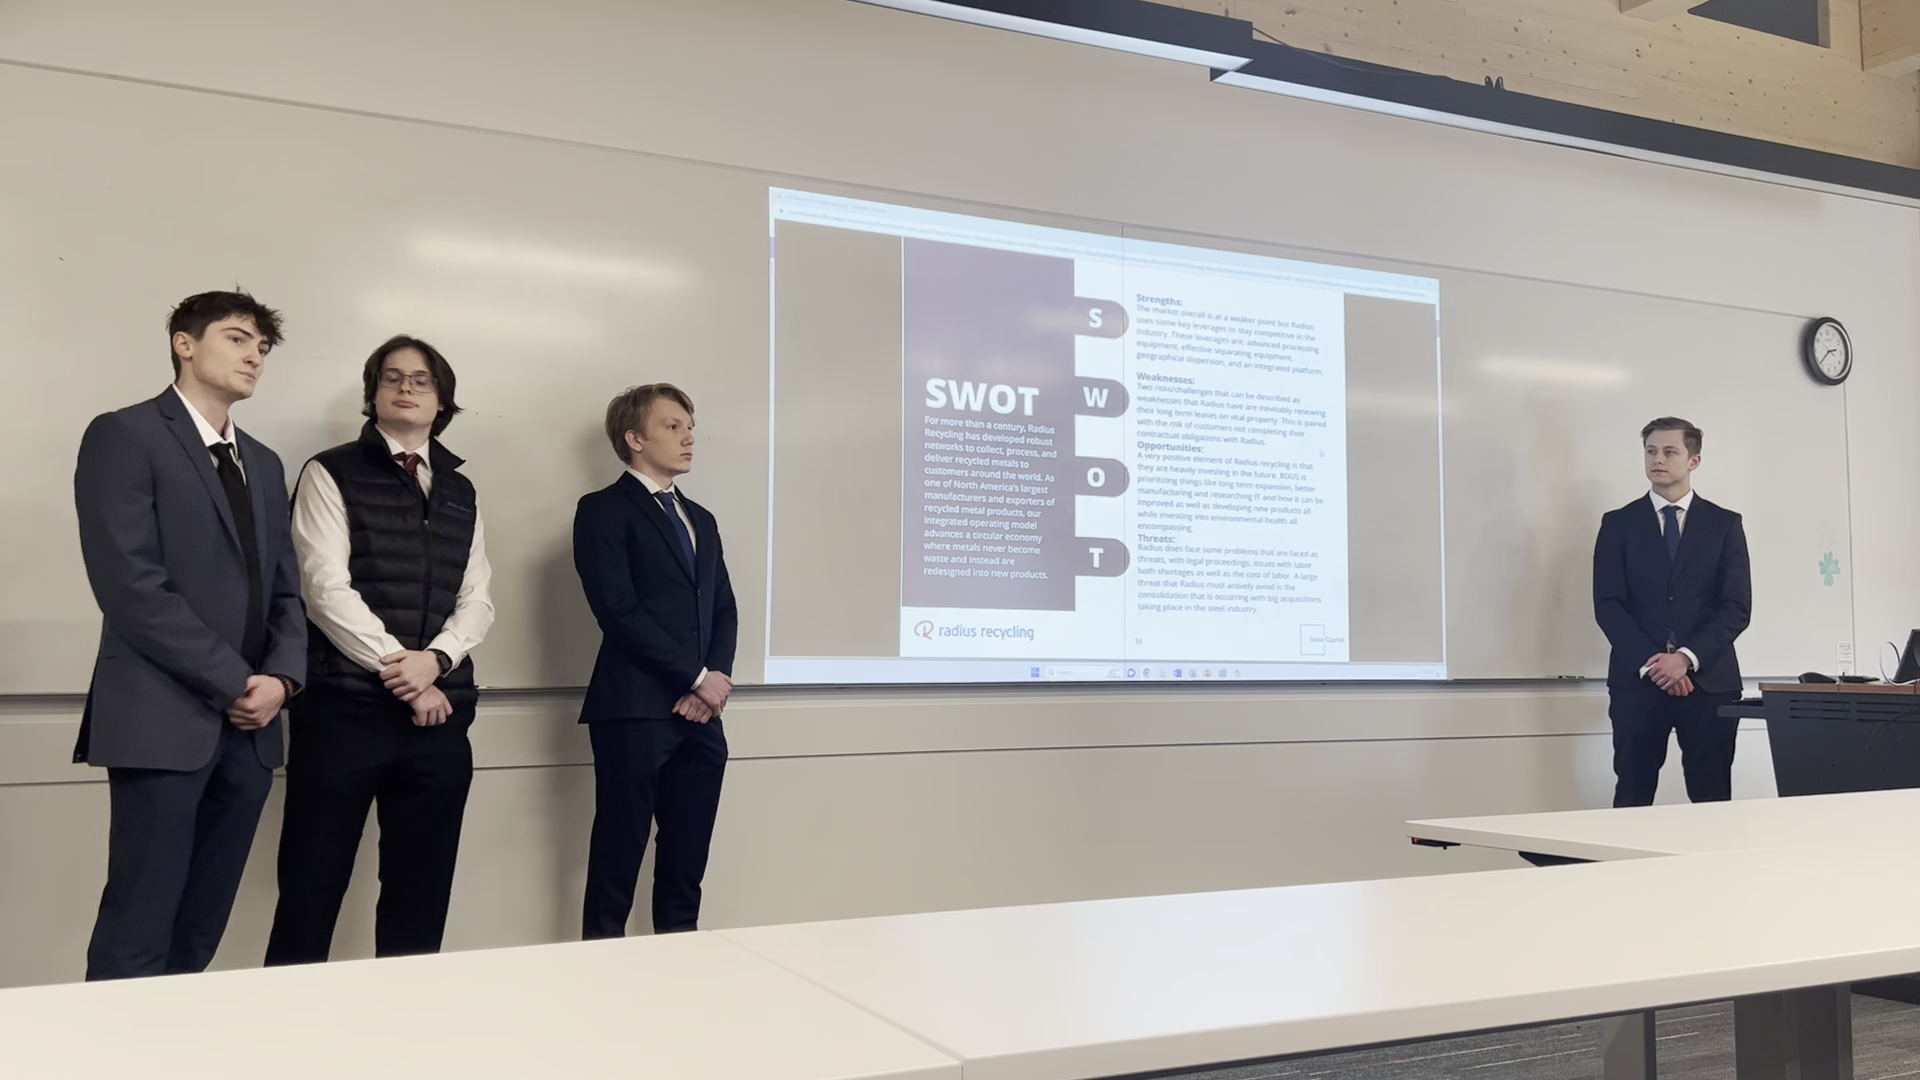 SWOT
For more than a century, Radius
Recycling has developed robust
networks to collect, process, and
deliver recycled metals to
customers around the world. As
one of North America's largest
manufacturers and exporters of
recycled metal products, our
integrated operating model
advances a circular economy
where metals never become
waste and instead are
redesigned into new products.
radius recycling
S
W
O
T
Strengths:
The market overall is at a weaker point but Radius
uses some key leverages to stay competitive in the
industry. These leverages are: advanced processing
equipment, effective separating equipment,
geographical dispersion, and an integrated platform.
Weaknesses:
Two risks/challenges that can be described as
weaknesses that Radius have are inevitably renewing
their long term leases on vital property. This is paired
with the risk of customers not completing their
contractual obligations with Radius.
Opportunities:
A very positive element of Radius recycling is that
they are heavily investing in the future. RDUS is
prioritizing things like long term expansion, better
manufacturing and researching IT and how it can be
improved as well as developing new products all
while investing into environmental health all
encompassing.
Threats:
Radius does face some problems that are faced as
threats, with legal proceedings, issues with labor
both shortages as well as the cost of labor. A large
threat that Radius must actively avoid is the
consolidation that is occurring with big acquisitions
taking place in the steel industry.
16
Capital